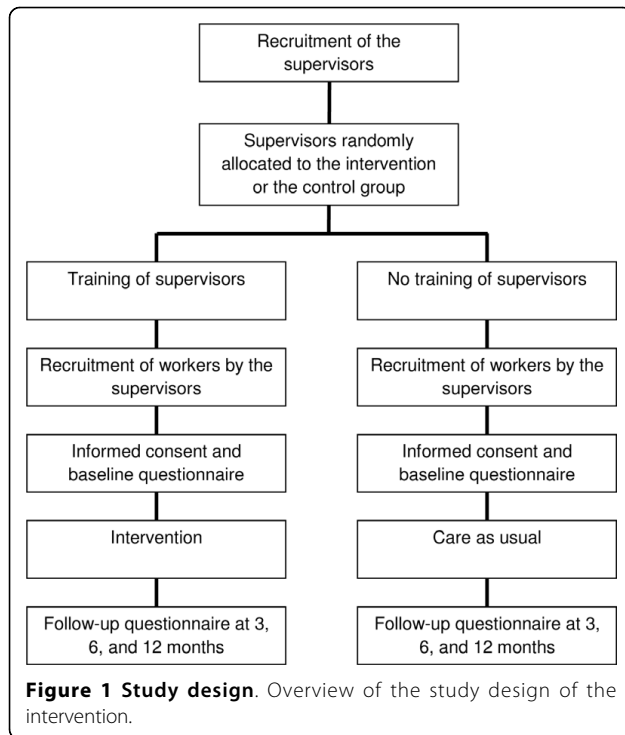 Recruitment of the
supervisors
Supervisors randomly
allocated to the intervention
or the control group
Training of supervisors
No training of supervisors
Recruitment of workers by the
supervisors
Recruitment of workers by the
supervisors
Informed consent and
baseline questionnaire
Informed consent and
baseline questionnaire
Intervention
Care as usual
Follow-up questionnaire at 3,
6, and 12 months
Follow-up questionnaire at 3,
6, and 12 months
Figure 1 Study design. Overview of the study design of the
intervention.